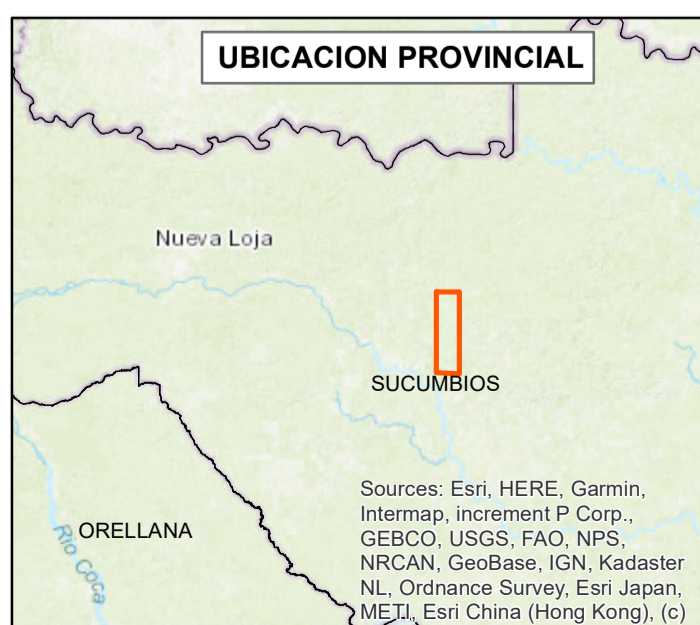 UBICACION PROVINCIAL
Nueva Loja
SUCUMBIOS
ORELLANA
Rio Coca
Sources: Esri, HERE, Garmin,
Intermap, increment P Corp.,
GEBCO, USGS, FAO, NPS,
NRCAN, GeoBase, IGN, Kadaster
NL, Ordnance Survey, Esri Japan,
METI, Esri China (Hong Kong), (c)